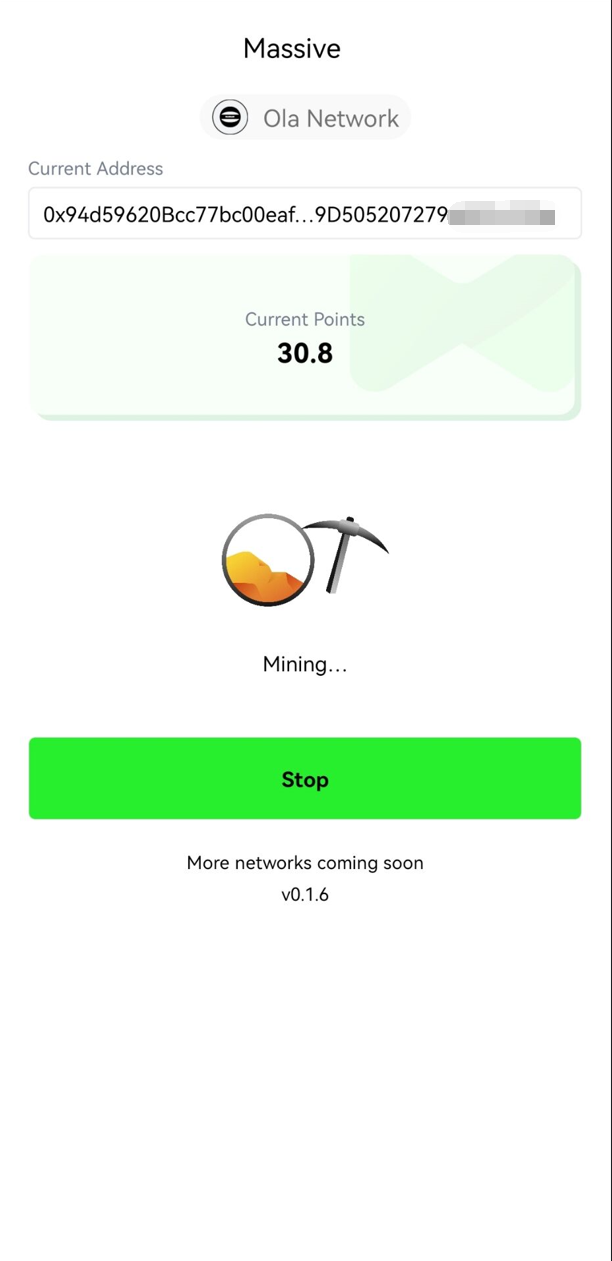 Massive
Ola Network
Current Address
0x94d59620Bcc77bc00eaf...9D505207279
Current Points
30.8
Mining...
Stop
More networks coming soon
v0.1.6